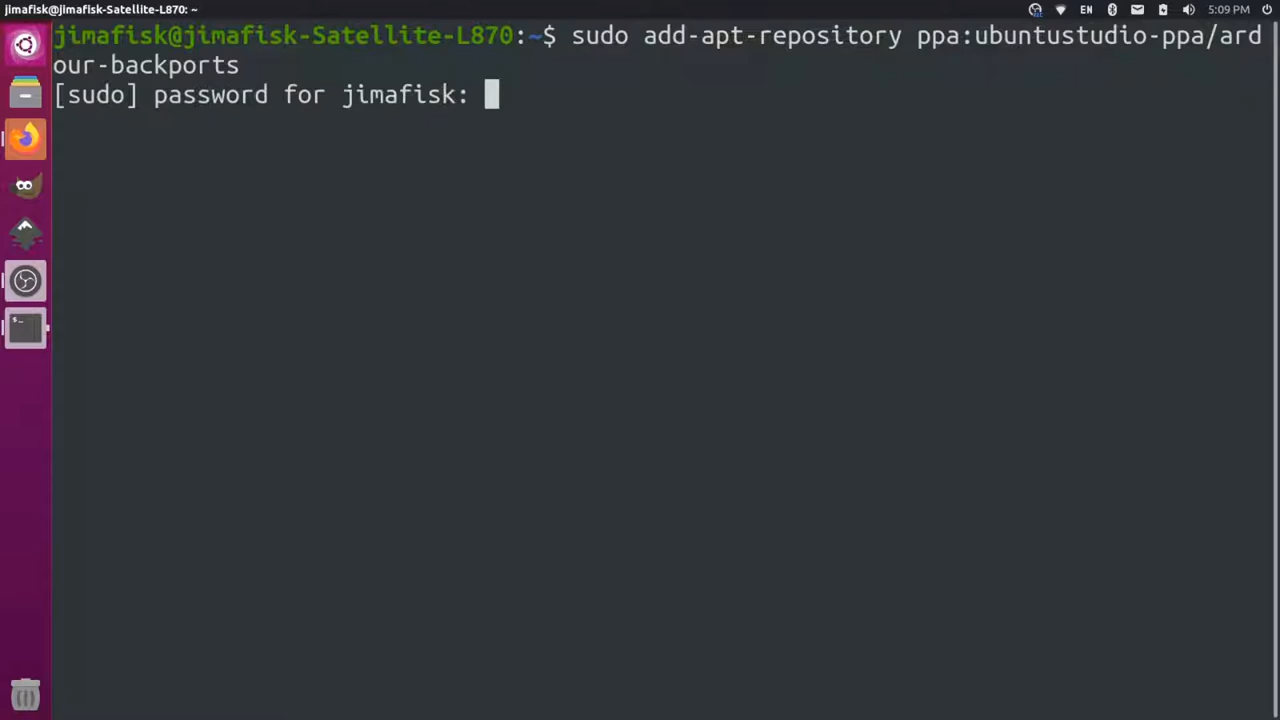 jimafisk@jimafisk-Satellite-L870: ~
EN
5:09 PM
jimafisk@jimafisk-Satellite-L870:~$ sudo add-apt-repository ppa:ubuntustudio-ppa/ard
our-backports
[sudo] password for jimafisk:
$_